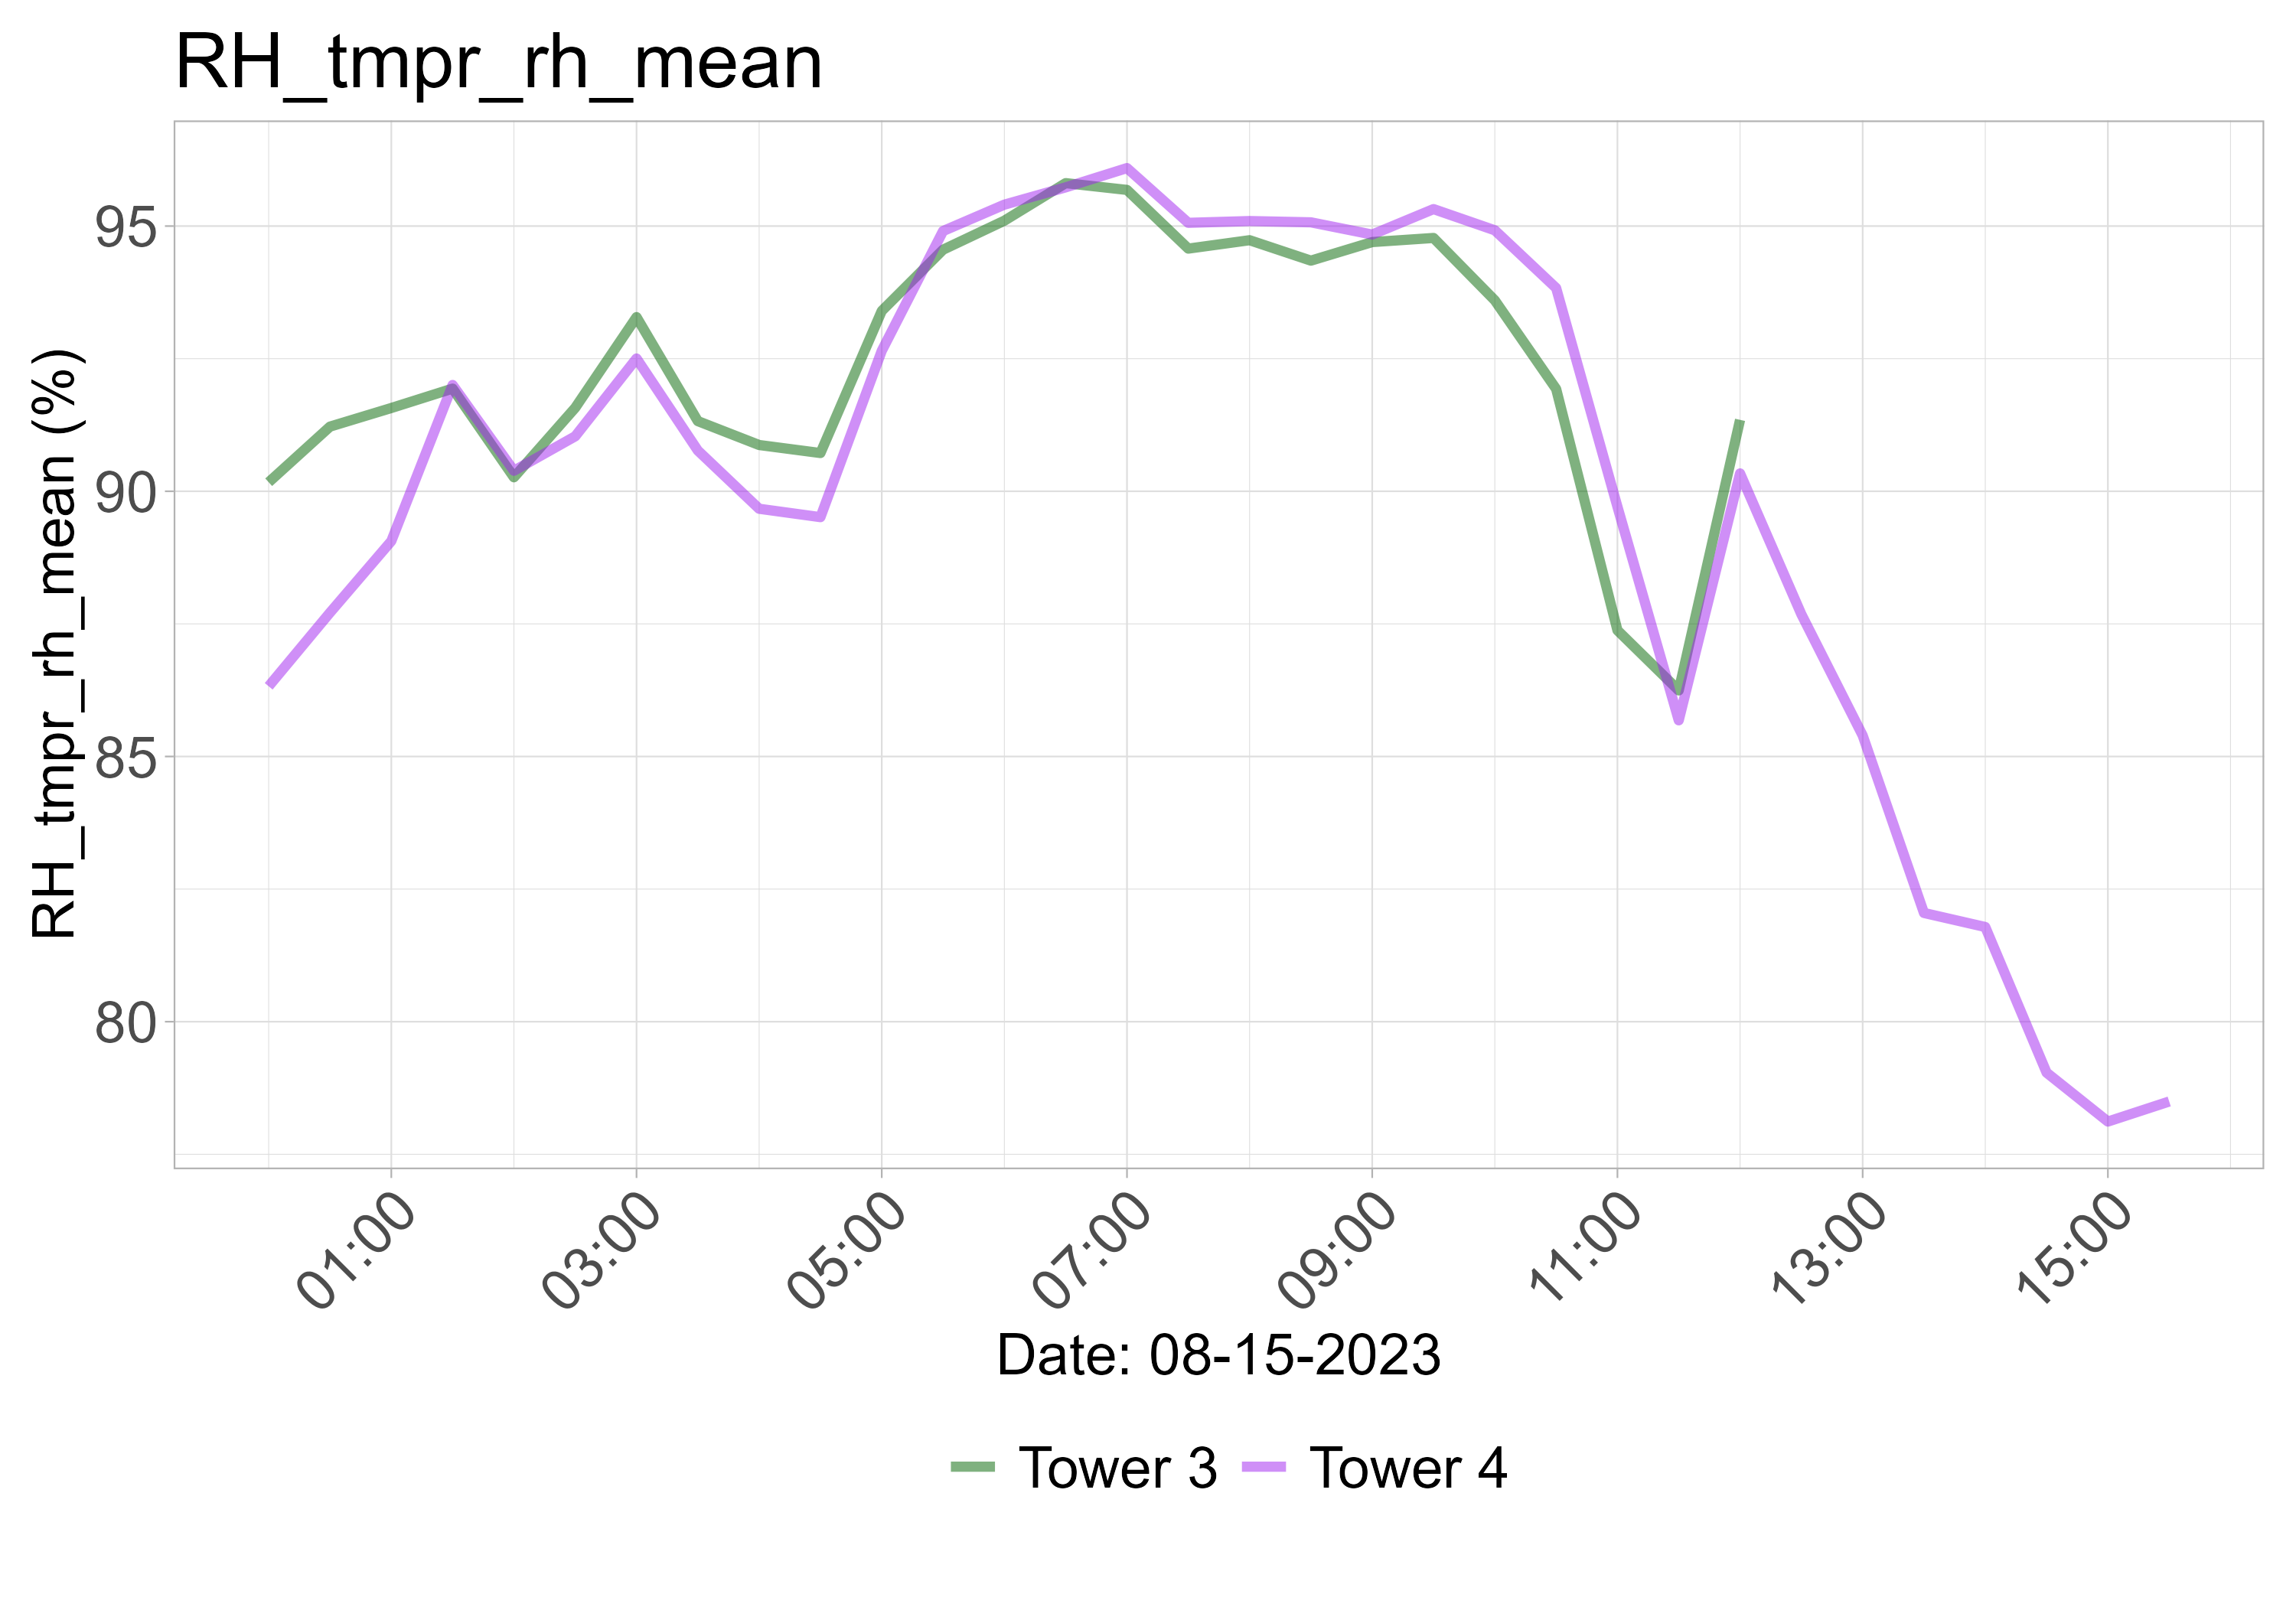 RH_tmpr_rh_mean
RH_tmpr_rh_mean (%)
95
90
85
80
01:00 03:00 05:00 07:00 09:00 11:00 13:00 15:00
Date: 08-15-2023
Tower 3 Tower 4